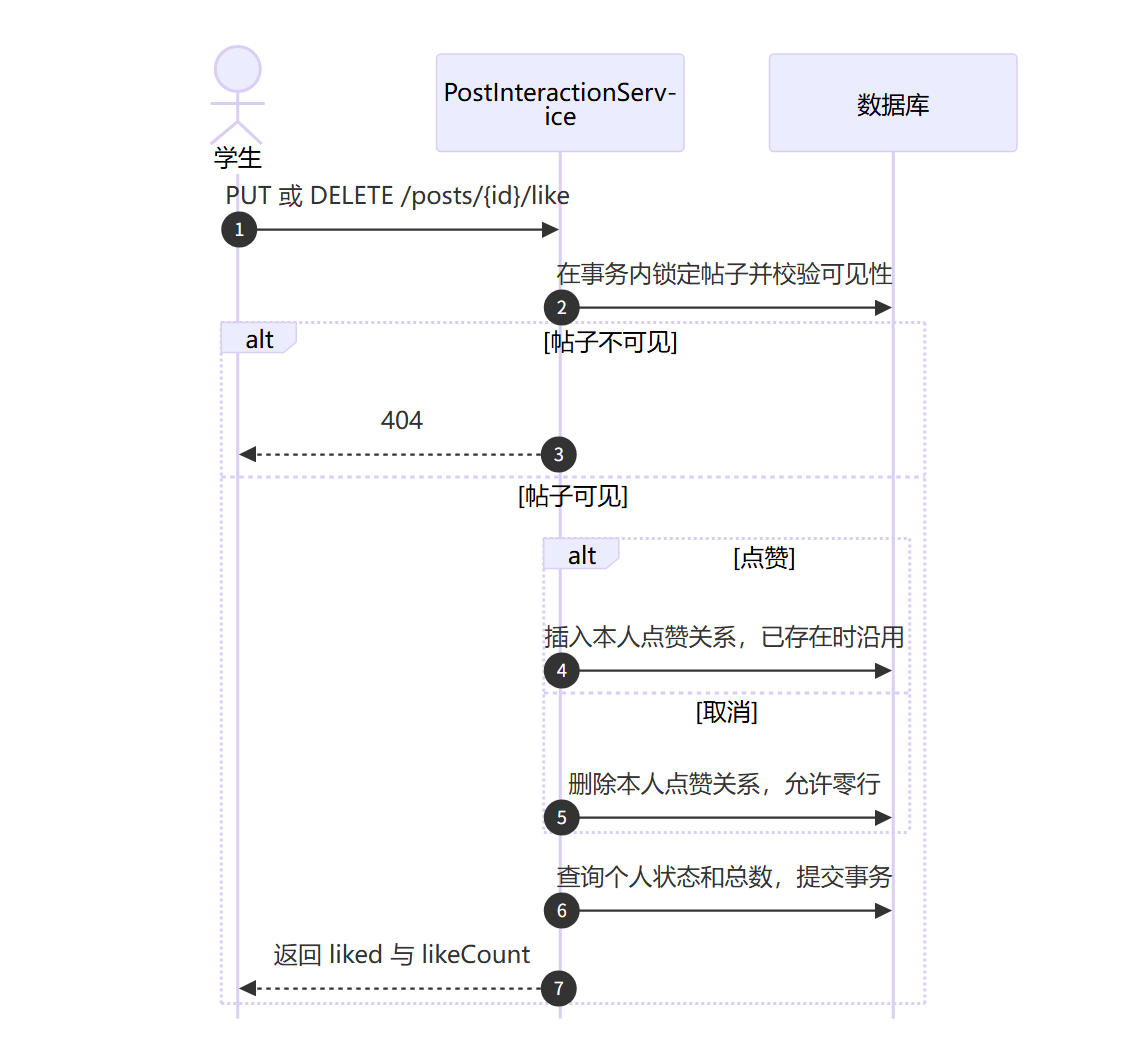 学生
PostInteractionServ-
ice
数据库
PUT 或 DELETE /posts/{id}/like
1
在事务内锁定帖子并校验可见性
2
alt
[帖子不可见]
404
3
[帖子可见]
alt
[点赞]
插入本人点赞关系，已存在时沿用
4
[取消]
删除本人点赞关系，允许零行
5
查询个人状态和总数，提交事务
6
返回 liked 与 likeCount
7